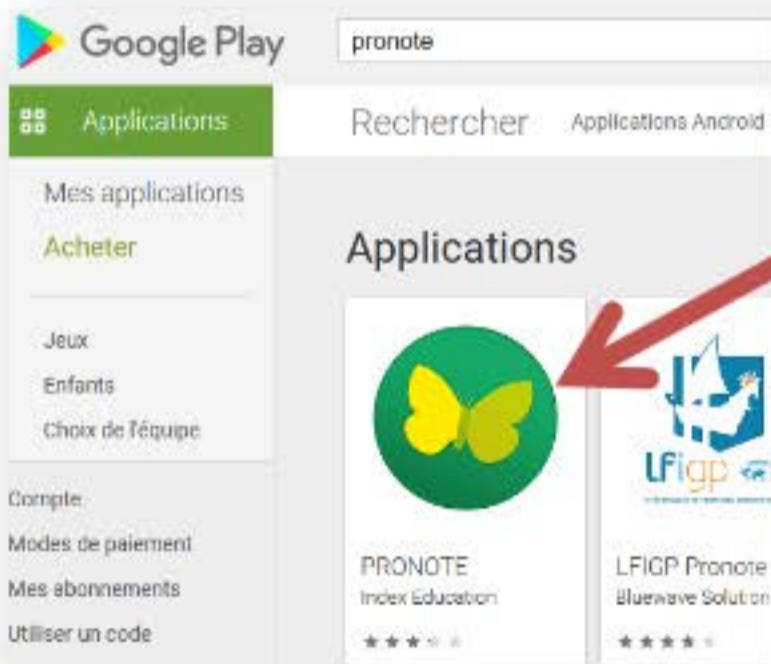 Google Play
pronote
Applications
Rechercher
Applications Android
Mes applications
Acheter
Applications
Jeux
Enfants
Choix de l'équipe
Compte
Modes de paiement
Mes abonnements
Utiliser un code
PRONOTE
Index Education
LFigp
LFIGP Pronote
Bluewave Solution